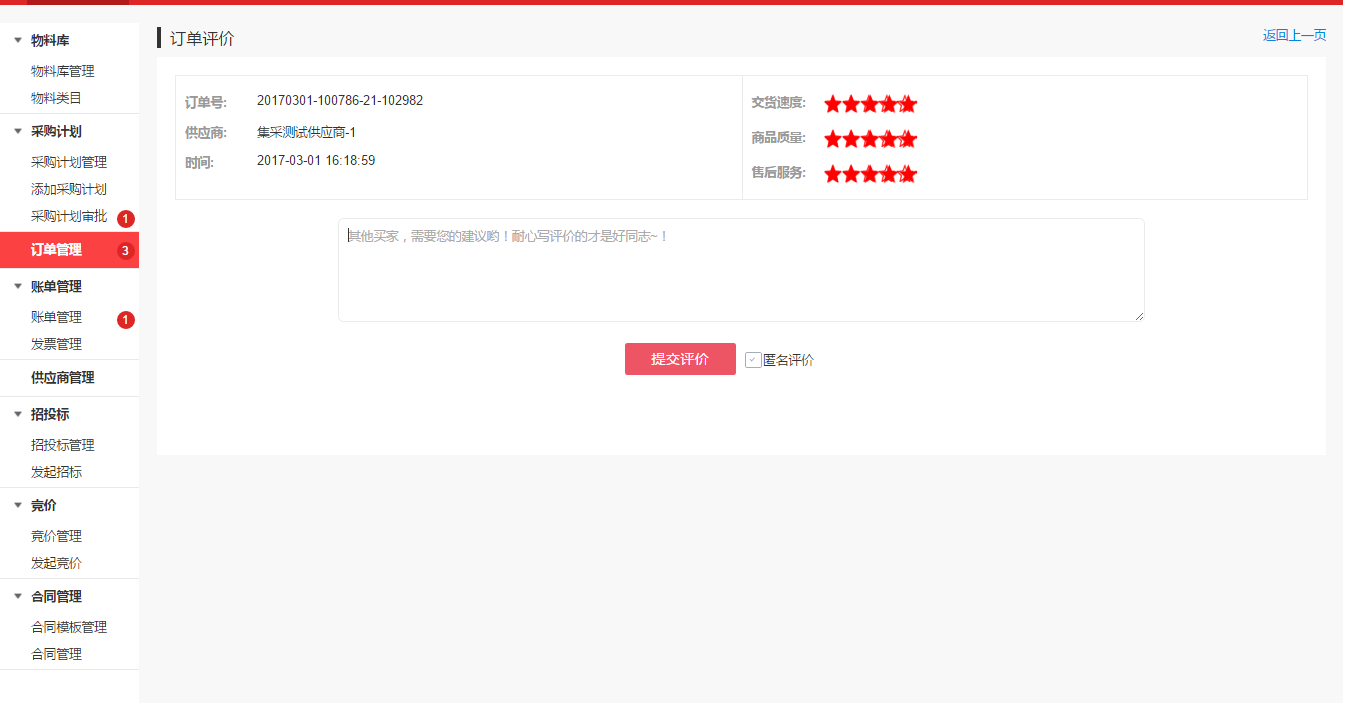 物料库
物料库管理
物料类目
采购计划
采购计划管理
添加采购计划
采购计划审批 1
订单管理 3
账单管理
账单管理 1
发票管理
供应商管理
招投标
招投标管理
发起招标
竞价
竞价管理
发起竞价
合同管理
合同模板管理
合同管理
订单评价
返回上一页
订单号: 20170301-100786-21-102982
供应商: 集采测试供应商-1
时间: 2017-03-01 16:18:59
交货速度:
商品质量:
售后服务:
其他买家，需要您的建议哟！耐心写评价的才是好同志~！
提交评价 匿名评价